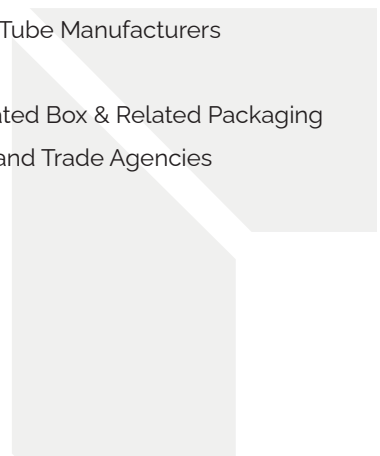 Tube Manufacturers
ated Box & Related Packaging
and Trade Agencies